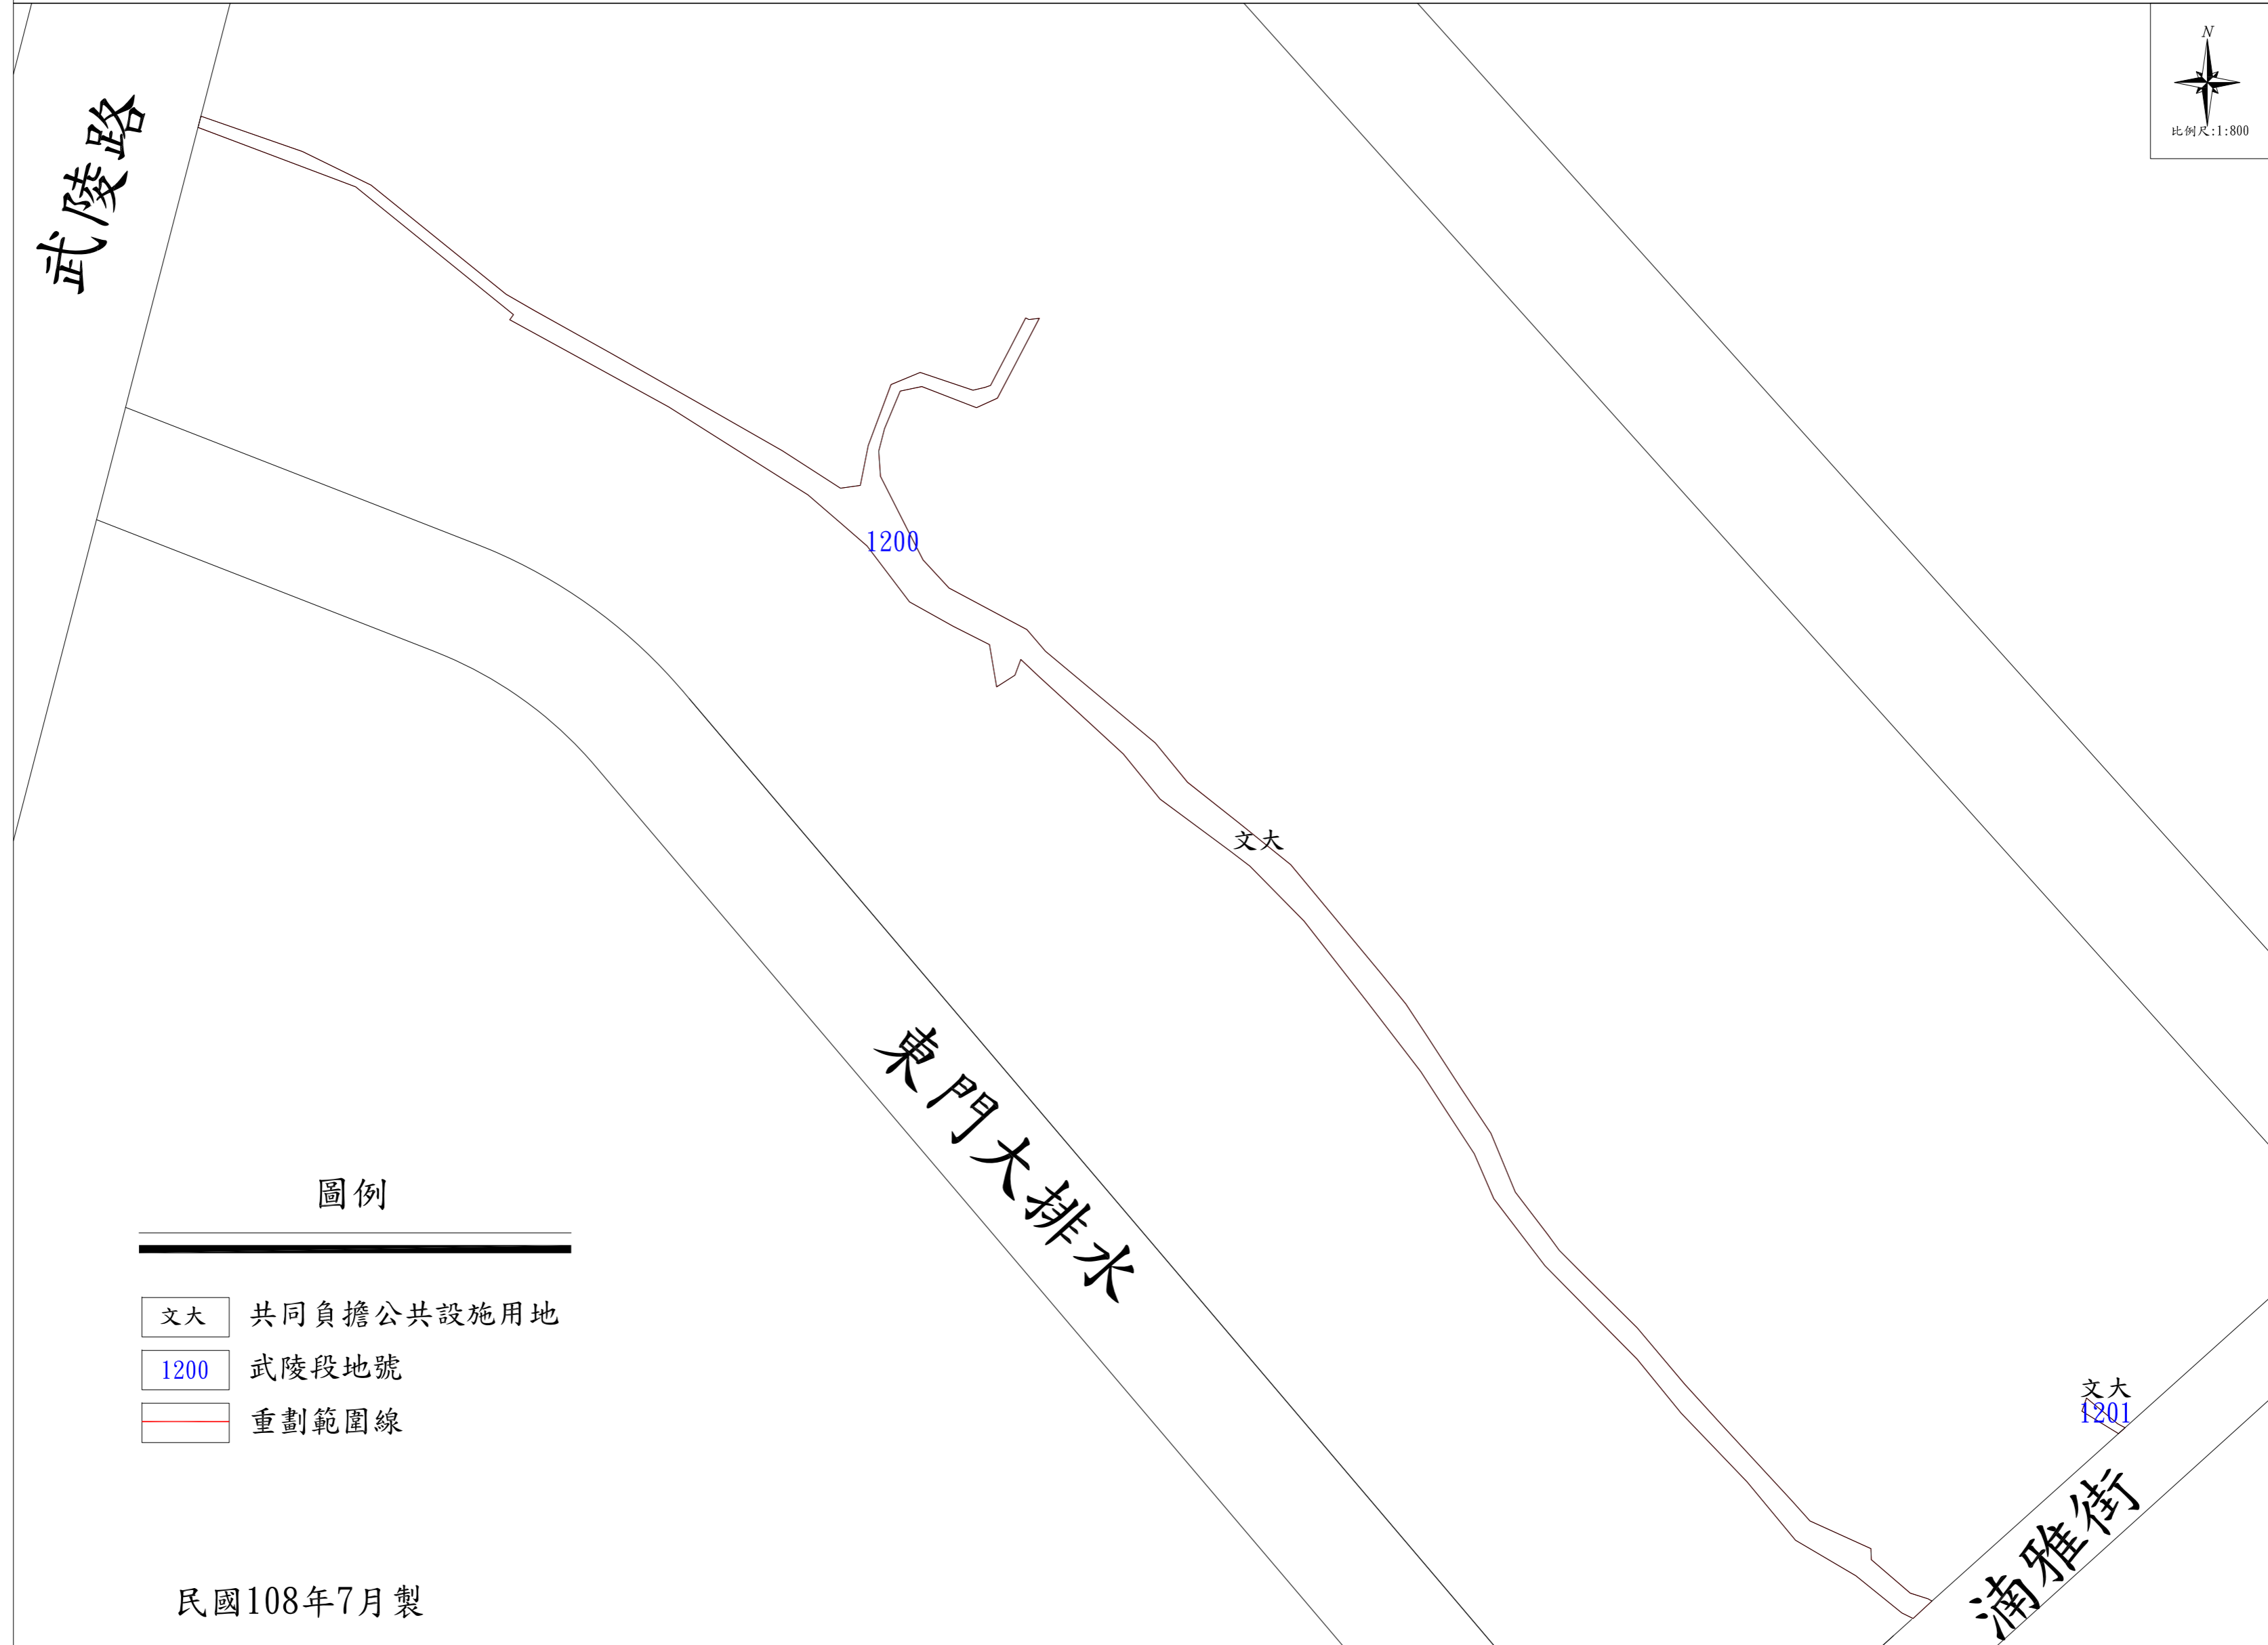 N
比例尺:1:800
武陵路
1200
文大
東門大排水
文大
1201
湳雅街
圖例
文大 共同負擔公共設施用地
1200 武陵段地號
重劃範圍線
民國108年7月製